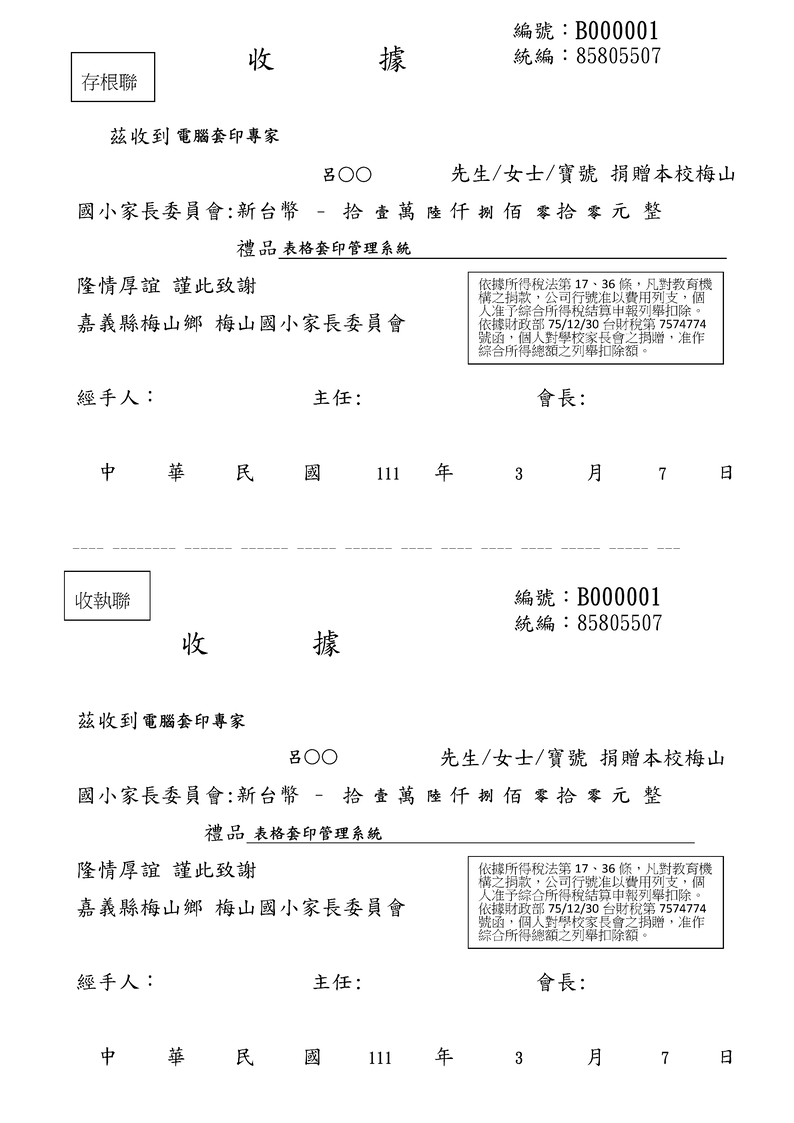 編號：B000001
收 據
統編：85805507
存根聯
茲收到 電腦套印專家
呂○○ 先生/女士/寶號 捐贈本校梅山
國小家長委員會:新台幣 - 拾 壹 萬 陸 仟 捌 佰 零 拾 零 元 整
禮品 表格套印管理系統
隆情厚誼 謹此致謝
嘉義縣梅山鄉 梅山國小家長委員會
依據所得稅法第 17、36 條，凡對教育機
構之捐款，公司行號准以費用列支，個
人准予綜合所得稅結算申報列舉扣除。
依據財政部 75/12/30 台財稅第 7574774
號函，個人對學校家長會之捐贈，准作
綜合所得總額之列舉扣除額。
經手人： 主任: 會長:
中 華 民 國 111 年 3 月 7 日
---- -------- ------ ------ ----- ------ ---- ---- ---- ---- ----- ----- ---
收執聯
編號：B000001
統編：85805507
收 據
茲收到 電腦套印專家
呂○○ 先生/女士/寶號 捐贈本校梅山
國小家長委員會:新台幣 - 拾 壹 萬 陸 仟 捌 佰 零 拾 零 元 整
禮品 表格套印管理系統
隆情厚誼 謹此致謝
嘉義縣梅山鄉 梅山國小家長委員會
依據所得稅法第 17、36 條，凡對教育機
構之捐款，公司行號准以費用列支，個
人准予綜合所得稅結算申報列舉扣除。
依據財政部 75/12/30 台財稅第 7574774
號函，個人對學校家長會之捐贈，准作
綜合所得總額之列舉扣除額。
經手人： 主任: 會長:
中 華 民 國 111 年 3 月 7 日